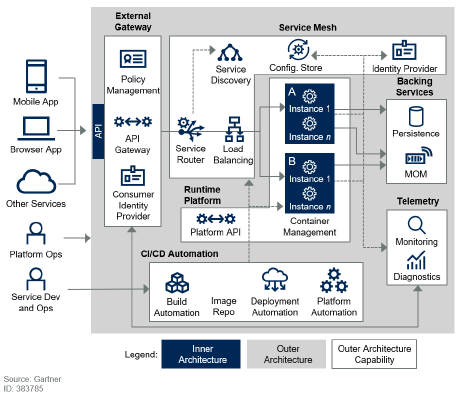 External
Gateway
Service Mesh
Policy
Management
Service
Discovery
Config. Store
Identity Provider
Mobile App
Backing
Services
A
Instance 1
Instance n
API
API
Gateway
Service
Router
Load
Balancing
Persistence
Browser App
B
Instance 1
Instance n
MOM
Consumer
Identity
Provider
Other Services
Runtime
Platform
Platform API
Container
Management
Telemetry
Monitoring
Diagnostics
Platform Ops
CI/CD Automation
Service Dev
and Ops
Build
Automation
Image
Repo
Deployment
Automation
Platform
Automation
Legend:
Inner
Architecture
Outer
Architecture
Outer Architecture
Capability
Source: Gartner
ID: 383785